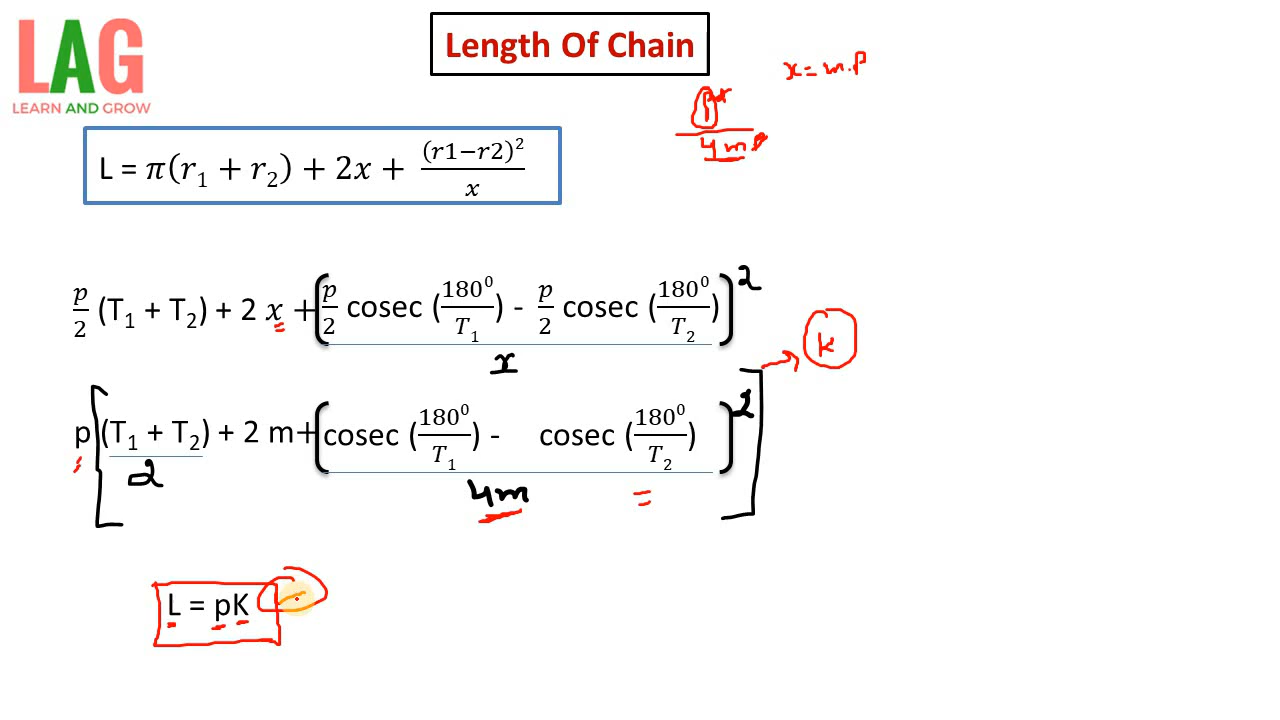 LAG
LEARN AND GROW
Length Of Chain
x = m.p
p²
4mp
L = π(r₁ + r₂) + 2x + (r1−r2)²/x
p/2 (T₁ + T₂) + 2 x + (p/2 cosec (180⁰/T₁) - p/2 cosec (180⁰/T₂))²
x
k
p [(T₁ + T₂) + 2 m+ (cosec (180⁰/T₁) - cosec (180⁰/T₂))²]
2
4m
=
L = pK